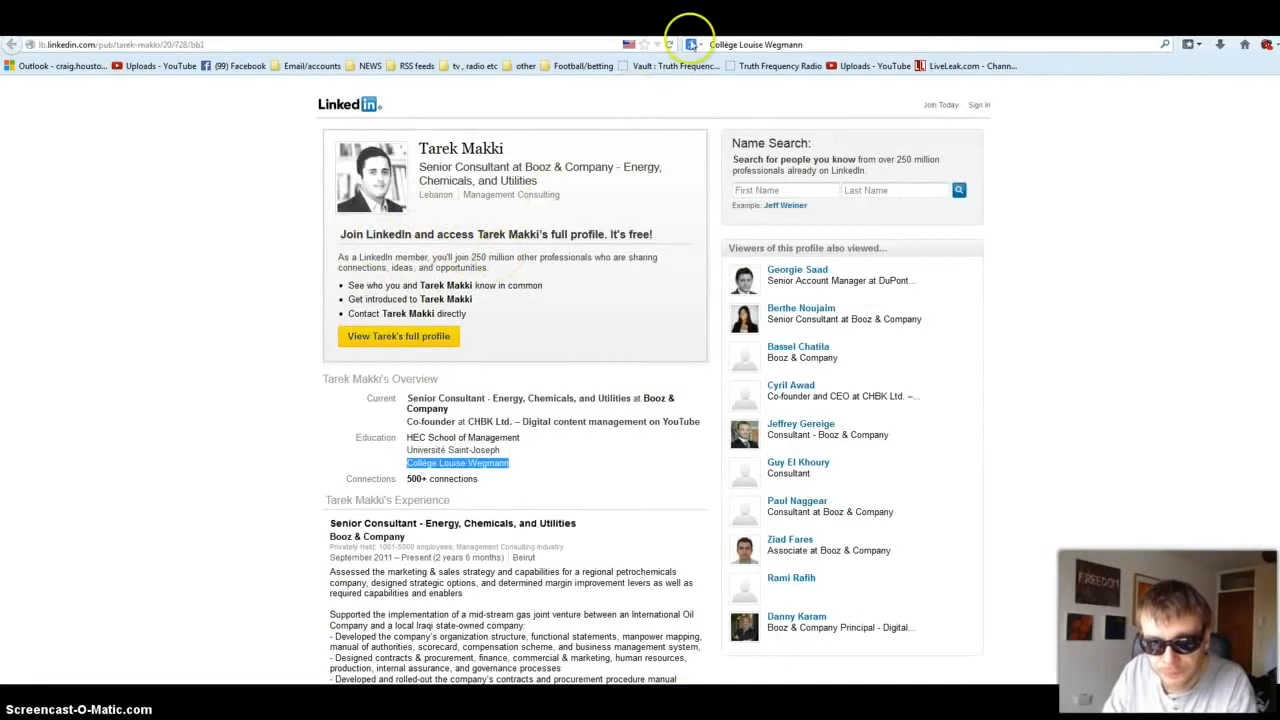 lb.linkedin.com/pub/tarek-makki/20/728/bb1
Collège Louise Wegmann
Outlook - craig.housto...
Uploads - YouTube
(99) Facebook
Email/accounts
NEWS
RSS feeds
tv , radio etc
other
Football/betting
Vault : Truth Frequenc...
Truth Frequency Radio
Uploads - YouTube
LiveLeak.com - Chann...
Linked in
Join Today
Sign In
Tarek Makki
Senior Consultant at Booz & Company - Energy,
Chemicals, and Utilities
Lebanon | Management Consulting
Join LinkedIn and access Tarek Makki's full profile. It's free!
As a LinkedIn member, you'll join 250 million other professionals who are sharing
connections, ideas, and opportunities.
• See who you and Tarek Makki know in common
• Get introduced to Tarek Makki
• Contact Tarek Makki directly
View Tarek's full profile
Name Search:
Search for people you know from over 250 million
professionals already on LinkedIn.
First Name
Last Name
Example: Jeff Weiner
Viewers of this profile also viewed...
Georgie Saad
Senior Account Manager at DuPont...
Berthe Noujaim
Senior Consultant at Booz & Company
Bassel Chatila
Booz & Company
Cyril Awad
Co-founder and CEO at CHBK Ltd. –...
Jeffrey Gereige
Consultant - Booz & Company
Guy El Khoury
Consultant
Paul Naggear
Consultant at Booz & Company
Ziad Fares
Associate at Booz & Company
Rami Rafih
Danny Karam
Booz & Company Principal - Digital...
Tarek Makki's Overview
Current
Senior Consultant - Energy, Chemicals, and Utilities at Booz &
Company
Co-founder at CHBK Ltd. – Digital content management on YouTube
Education
HEC School of Management
Université Saint-Joseph
Collège Louise Wegmann
Connections
500+ connections
Tarek Makki's Experience
Senior Consultant - Energy, Chemicals, and Utilities
Booz & Company
Privately Held; 1001-5000 employees; Management Consulting industry
September 2011 – Present (2 years 6 months) | Beirut
Assessed the marketing & sales strategy and capabilities for a regional petrochemicals
company; designed strategic options, and determined margin improvement levers as well as
required capabilities and enablers
Supported the implementation of a mid-stream gas joint venture between an International Oil
Company and a local Iraqi state-owned company:
- Developed the company's organization structure, functional statements, manpower mapping,
manual of authorities, scorecard, compensation scheme, and business management system,
- Designed contracts & procurement, finance, commercial & marketing, human resources,
production, internal assurance, and governance processes
- Developed and rolled-out the company's contracts and procurement procedure manual
FREEDOM
Screencast-O-Matic.com